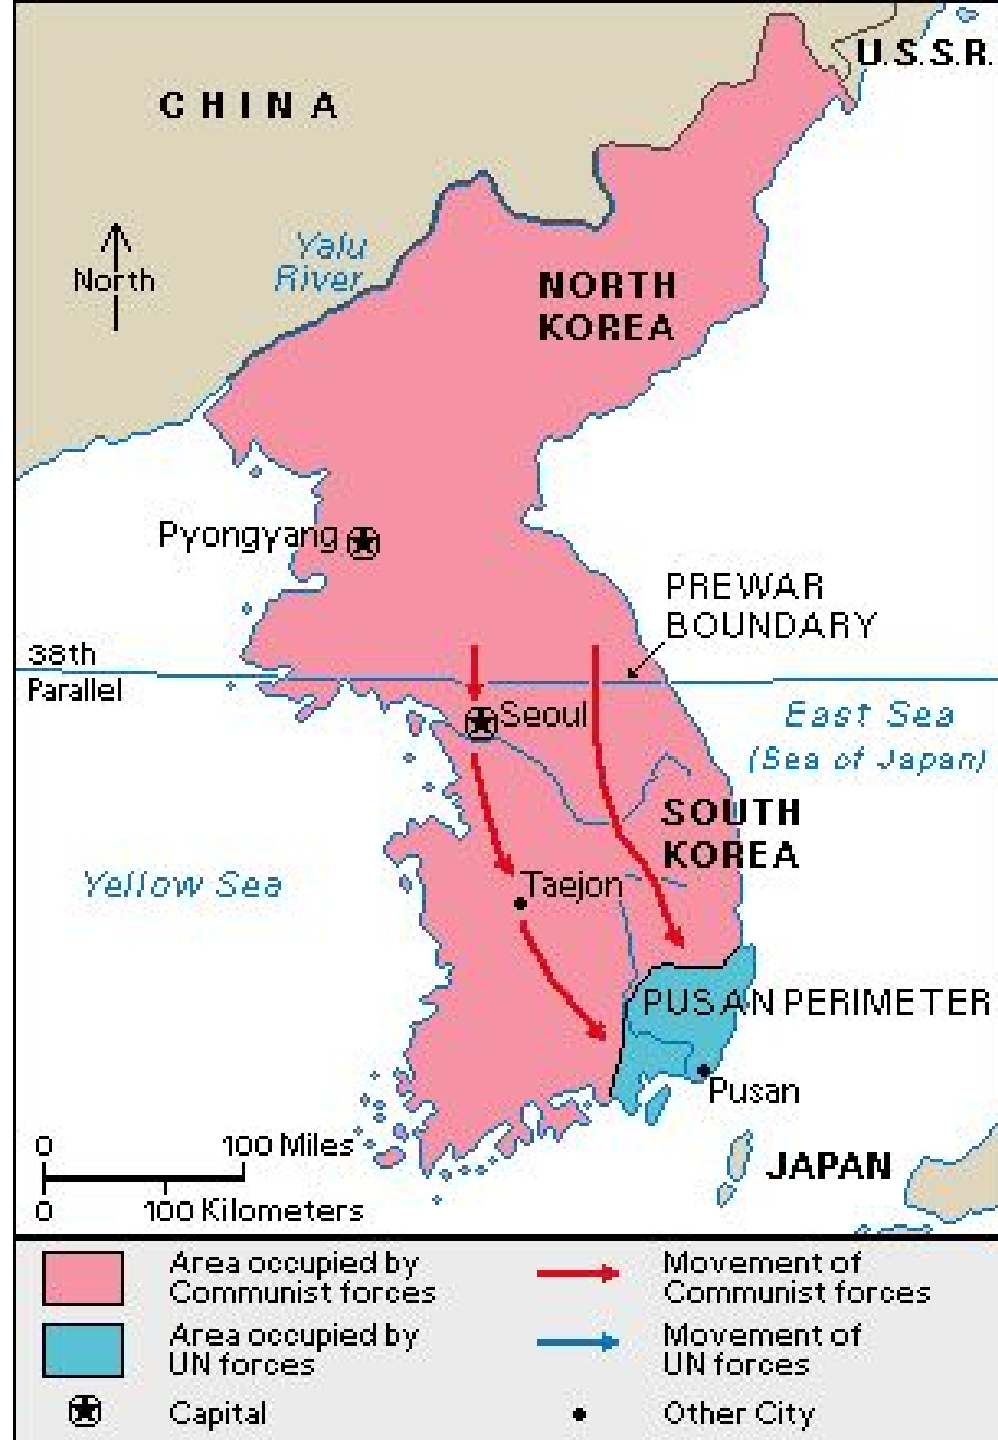 U.S.S.R.
CHINA
North
Yalu
River
NORTH
KOREA
Pyongyang
PREWAR
BOUNDARY
38th
Parallel
Seoul
East Sea
(Sea of Japan)
SOUTH
KOREA
Yellow Sea
Taejon
PUSAN PERIMETER
Pusan
0 100 Miles
JAPAN
0 100 Kilometers
Area occupied by
Communist forces
Movement of
Communist forces
Area occupied by
UN forces
Movement of
UN forces
Capital
Other City